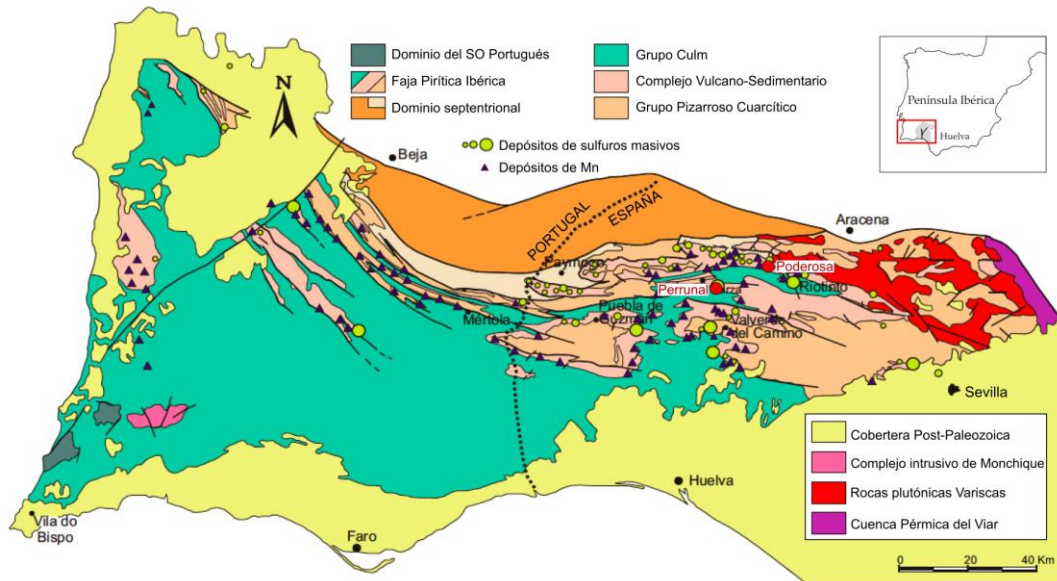 Dominio del SO Portugués
Faja Pirítica Ibérica
Dominio septentrional
Grupo Culm
Complejo Vulcano-Sedimentario
Grupo Pizarroso Cuarcítico
Depósitos de sulfuros masivos
Depósitos de Mn
N
Península Ibérica
Huelva
Beja
PORTUGAL
ESPAÑA
Aracena
Paymogo
Poderosa
Perrunal
Riotinto
Puebla de
Guzmán
Mértola
Valverde
del Camino
Sevilla
Huelva
Faro
Vila do
Bispo
Cobertera Post-Paleozoica
Complejo intrusivo de Monchique
Rocas plutónicas Variscas
Cuenca Pérmica del Viar
0 20 40 Km